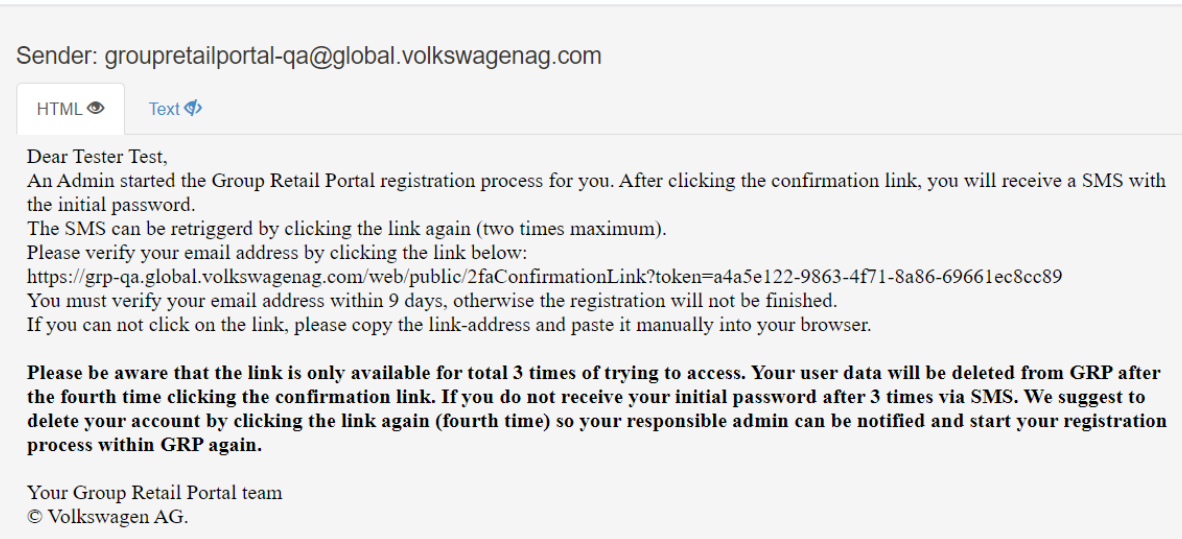 Sender: groupretailportal-qa@global.volkswagenag.com
HTML Text
Dear Tester Test,
An Admin started the Group Retail Portal registration process for you. After clicking the confirmation link, you will receive a SMS with
the initial password.
The SMS can be retriggerd by clicking the link again (two times maximum).
Please verify your email address by clicking the link below:
https://grp-qa.global.volkswagenag.com/web/public/2faConfirmationLink?token=a4a5e122-9863-4f71-8a86-69661ec8cc89
You must verify your email address within 9 days, otherwise the registration will not be finished.
If you can not click on the link, please copy the link-address and paste it manually into your browser.
Please be aware that the link is only available for total 3 times of trying to access. Your user data will be deleted from GRP after
the fourth time clicking the confirmation link. If you do not receive your initial password after 3 times via SMS. We suggest to
delete your account by clicking the link again (fourth time) so your responsible admin can be notified and start your registration
process within GRP again.
Your Group Retail Portal team
© Volkswagen AG.